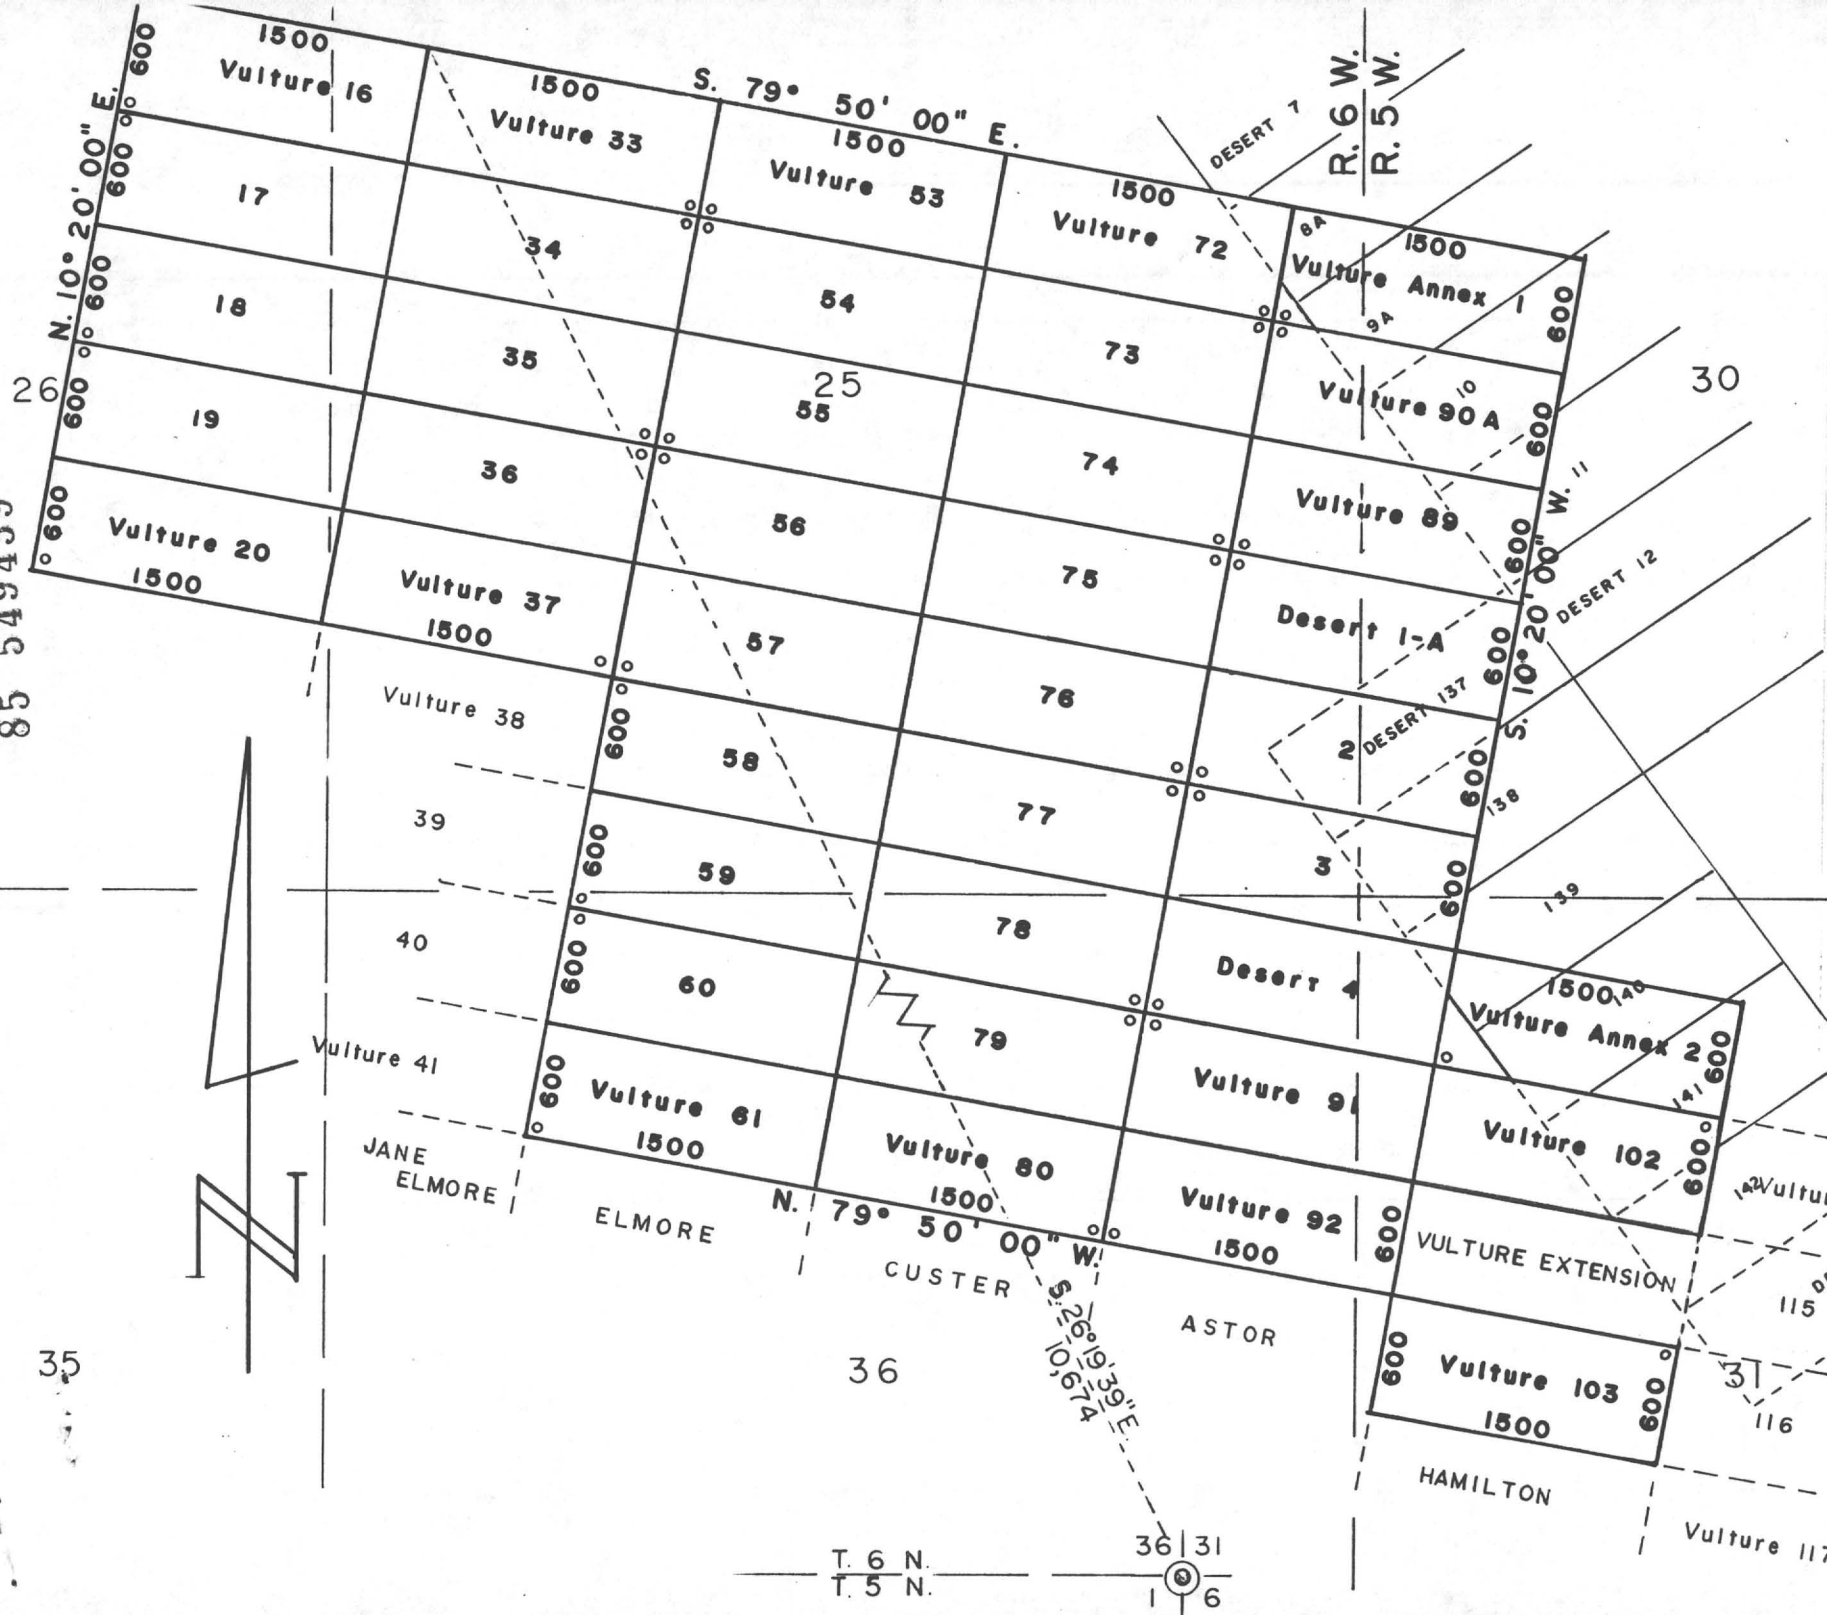 1500
Vulture 16
600
1500
Vulture 33
S. 79° 50' 00" E.
1500
Vulture 53
1500
Vulture 72
R. 6 W.
R. 5 W.
DESERT 7
8A
1500
Vulture Annex 1
600
9A
N. 10° 20' 00" E.
600
17
34
54
73
10
Vulture 90 A
600
30
26
600
18
35
25
55
74
Vulture 89
600
11
600
19
36
56
75
Desert 1-A
600
S. 10° 20' 00" W.
DESERT 12
600
Vulture 20
1500
Vulture 37
1500
57
76
2
DESERT 137
600
138
Vulture 38
600
58
77
3
600
139
39
600
59
78
Desert 4
1500
140
Vulture Annex 2
600
40
600
60
79
Vulture 91
141
Vulture 102
600
142
Vulture 41
600
Vulture 61
1500
Vulture 80
1500
Vulture 92
1500
600
VULTURE EXTENSION
115
JANE
ELMORE
ELMORE
N. 79° 50' 00" W.
CUSTER
ASTOR
S. 26° 19' 39" E.
10,674
600
Vulture 103
1500
600
31
116
N
35
36
HAMILTON
Vulture 117
T. 6 N.
T. 5 N.
36 31
1 6